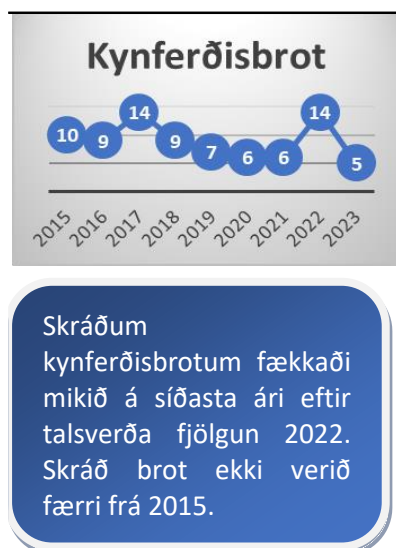 Kynferðisbrot
10 9 14 9 7 6 6 14 5
2015 2016 2017 2018 2019 2020 2021 2022 2023
Skráðum
kynferðisbrotum fækkaði
mikið á síðasta ári eftir
talsverða fjölgun 2022.
Skráð brot ekki verið
færri frá 2015.